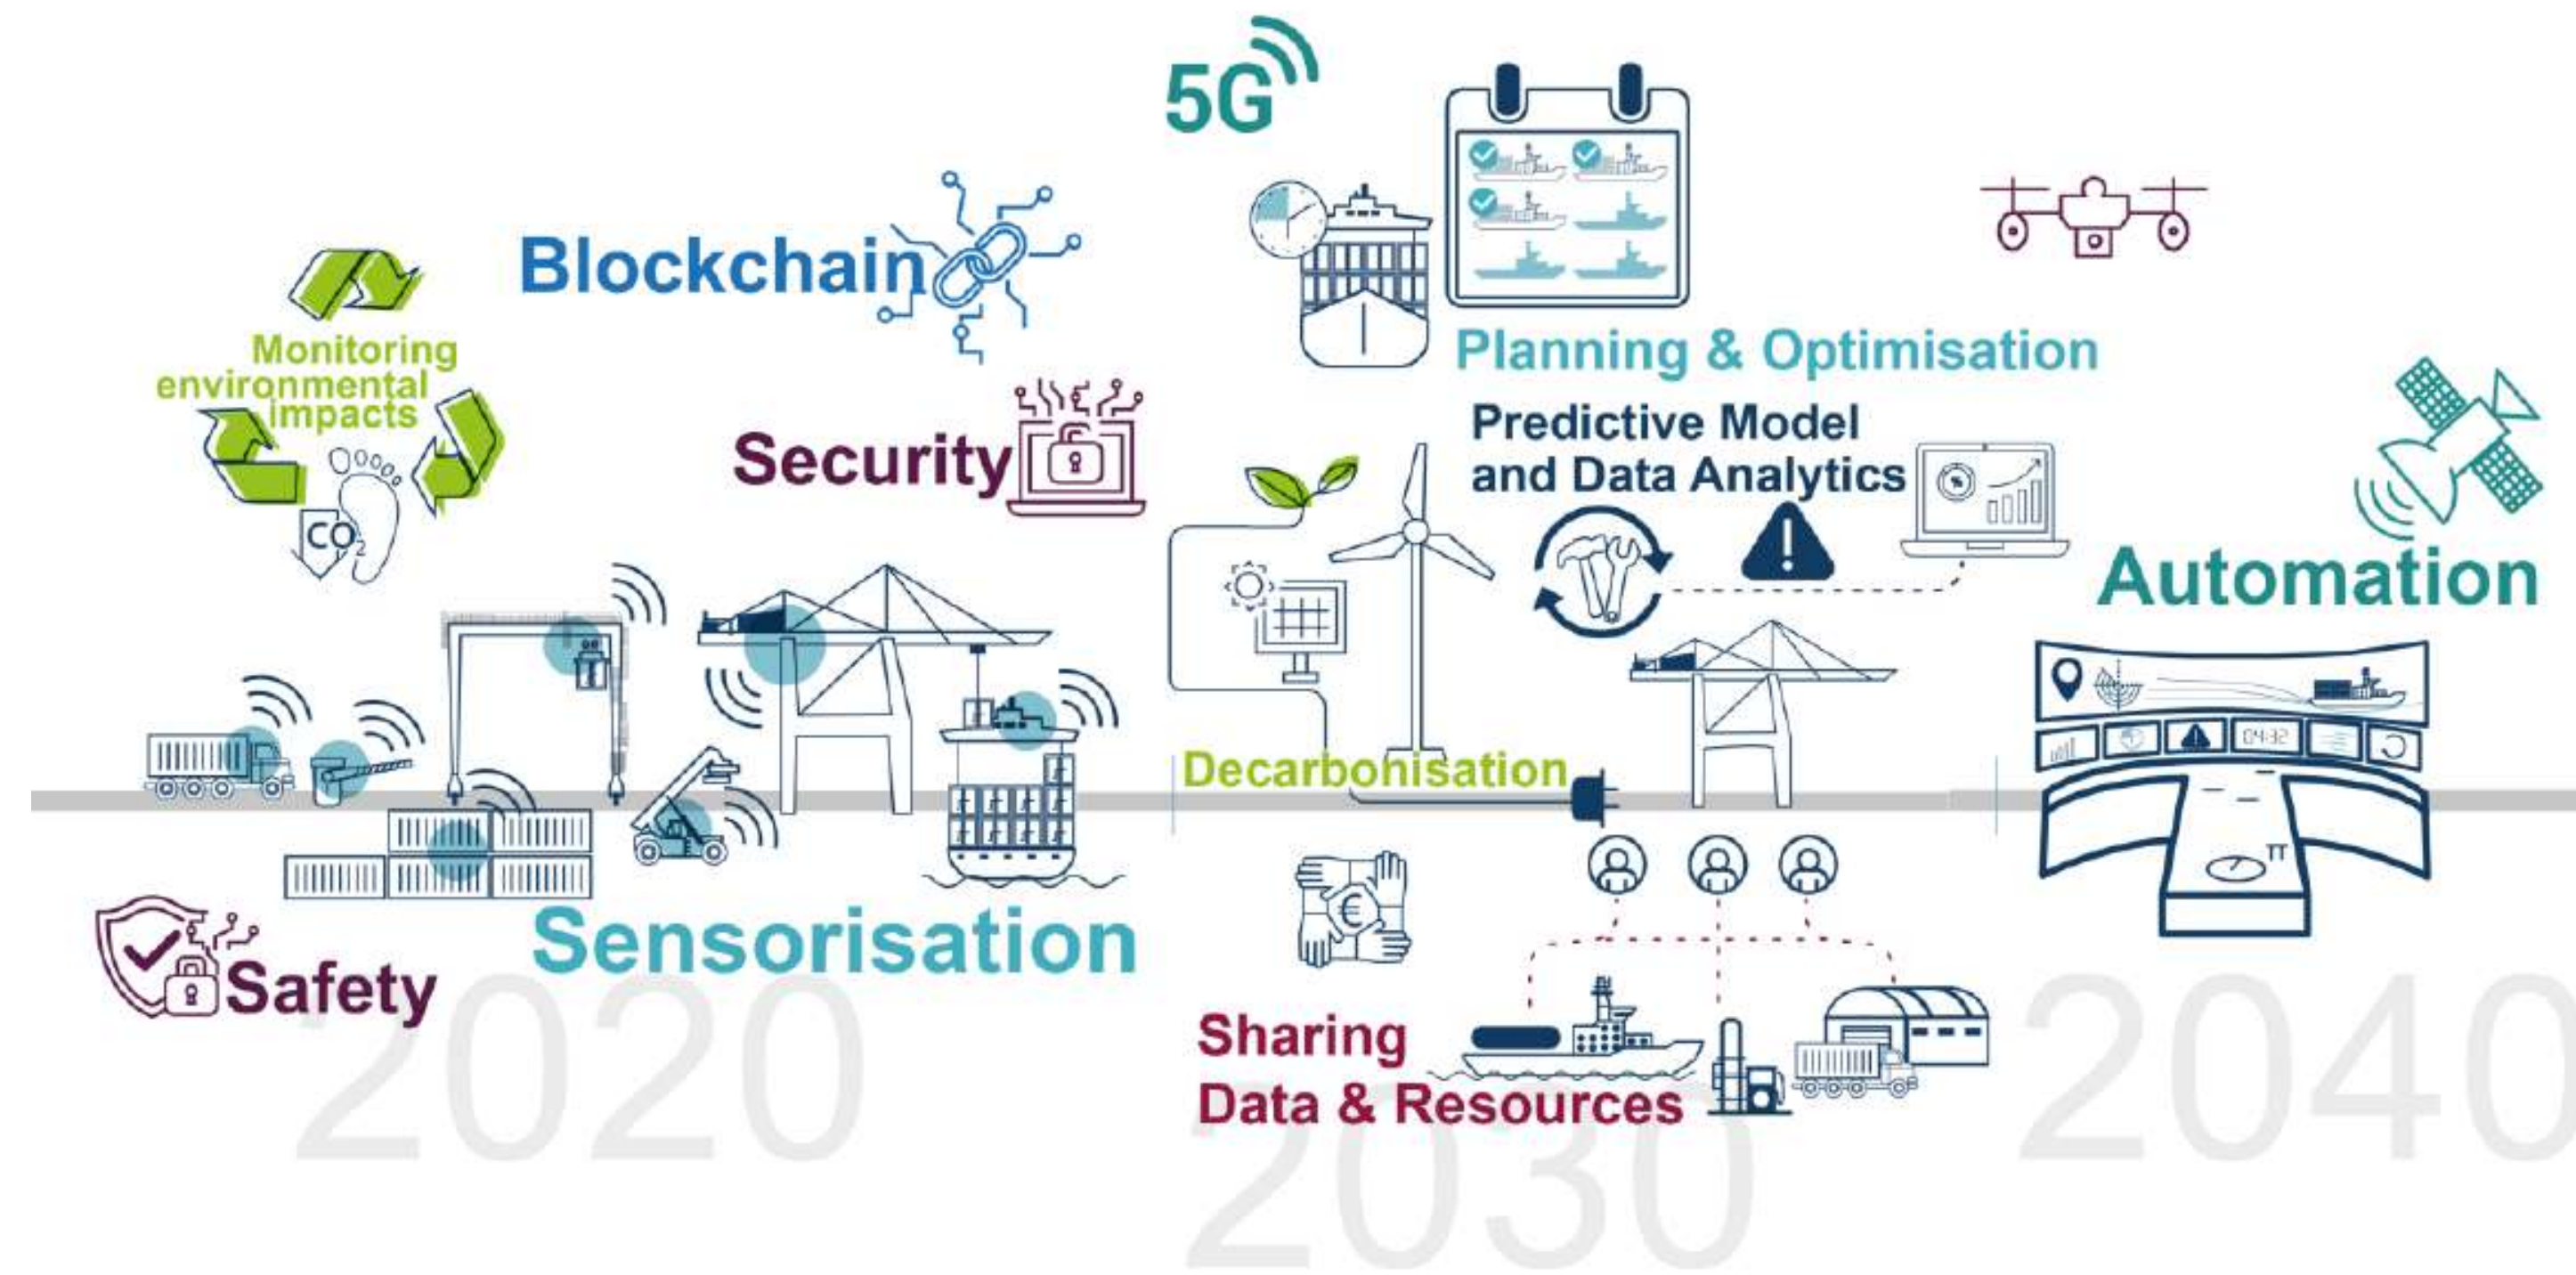 5G
Blockchain
Monitoring
environmental
impacts
CO2
Security
Planning & Optimisation
Predictive Model
and Data Analytics
Automation
04:32
Decarbonisation
Safety
Sensorisation
€
Sharing
Data & Resources
2020
2030
2040